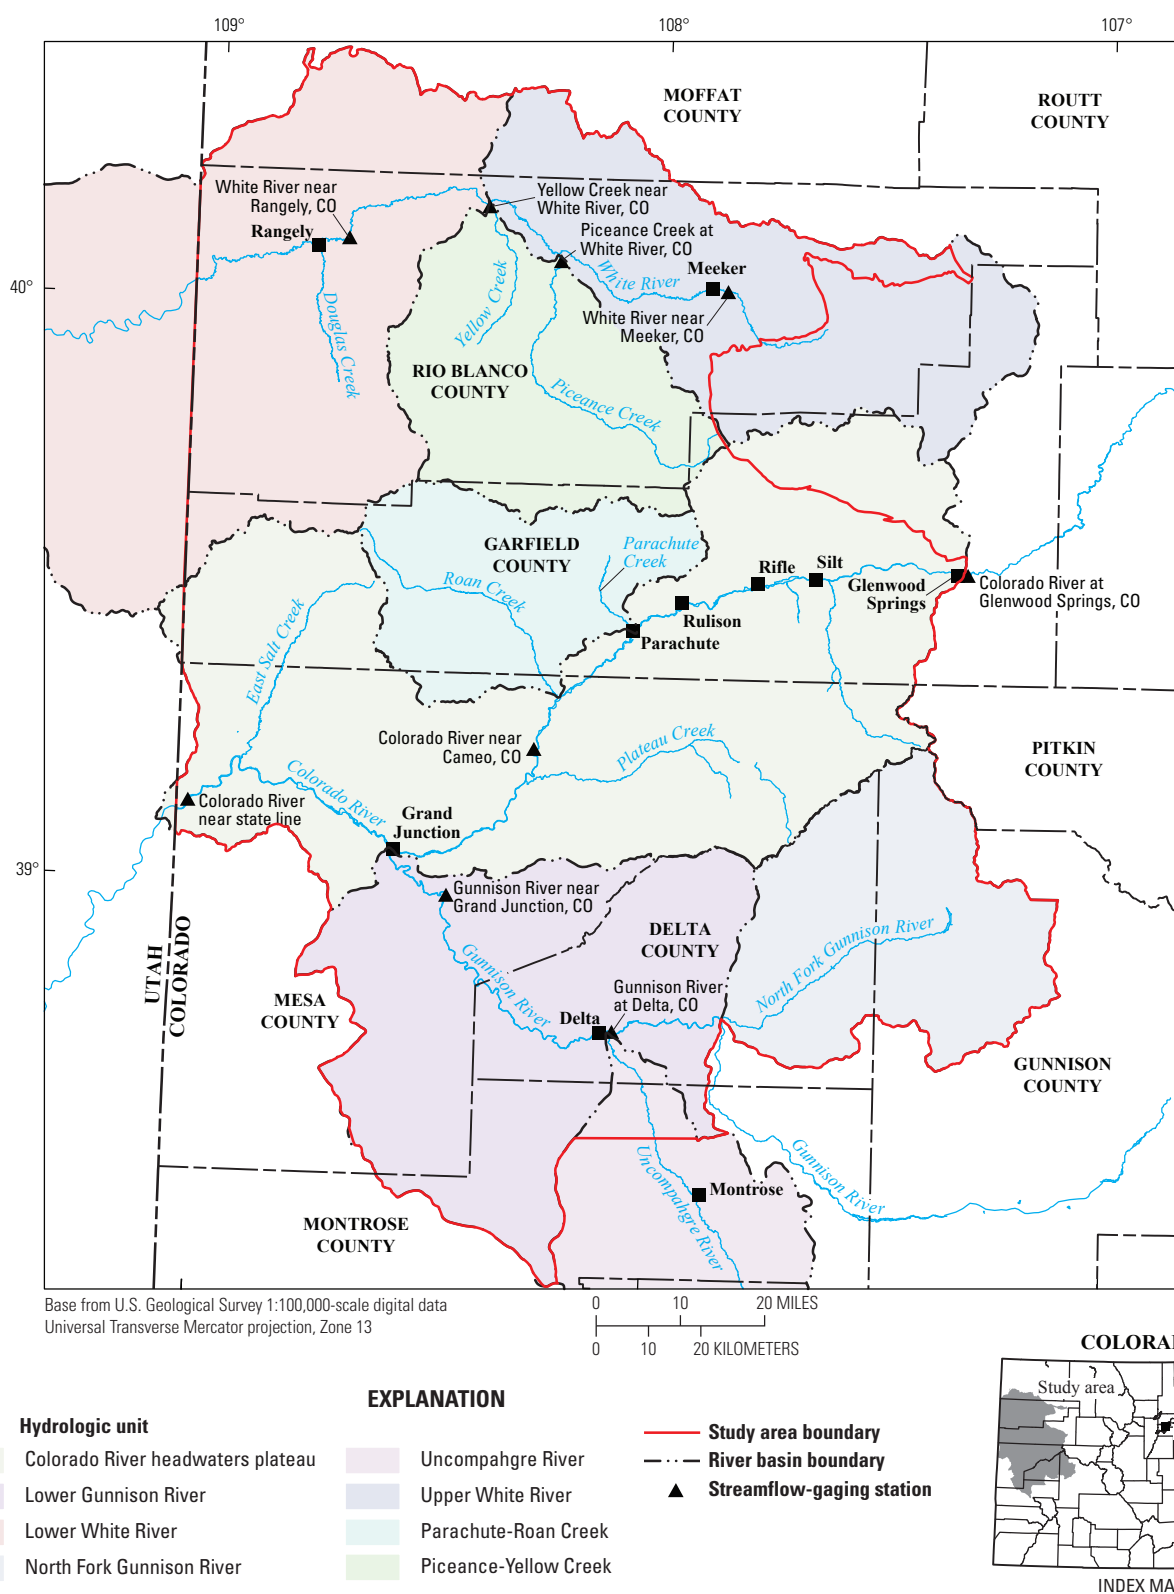 109°
108°
107°
MOFFAT
COUNTY
ROUTT
COUNTY
White River near
Rangely, CO
Yellow Creek near
White River, CO
Rangely
Piceance Creek at
White River, CO
40°
White River
Meeker
Yellow Creek
Douglas Creek
White River near
Meeker, CO
RIO BLANCO
COUNTY
Piceance Creek
GARFIELD
COUNTY
Parachute
Creek
Roan Creek
Rifle
Silt
Glenwood
Springs
Colorado River at
Glenwood Springs, CO
Rulison
Parachute
East Salt Creek
Colorado River near
Cameo, CO
Plateau Creek
PITKIN
COUNTY
Colorado River
Colorado River
near state line
Grand
Junction
39°
Gunnison River near
Grand Junction, CO
UTAH
COLORADO
DELTA
COUNTY
North Fork Gunnison River
Gunnison River
MESA
COUNTY
Gunnison River
at Delta, CO
Delta
GUNNISON
COUNTY
Gunnison River
Uncompahgre River
Montrose
MONTROSE
COUNTY
Base from U.S. Geological Survey 1:100,000-scale digital data
Universal Transverse Mercator projection, Zone 13
0 10 20 MILES
0 10 20 KILOMETERS
EXPLANATION
Hydrologic unit
Colorado River headwaters plateau
Lower Gunnison River
Lower White River
North Fork Gunnison River
Uncompahgre River
Upper White River
Parachute-Roan Creek
Piceance-Yellow Creek
Study area boundary
River basin boundary
Streamflow-gaging station
COLORA
Study area
INDEX MA